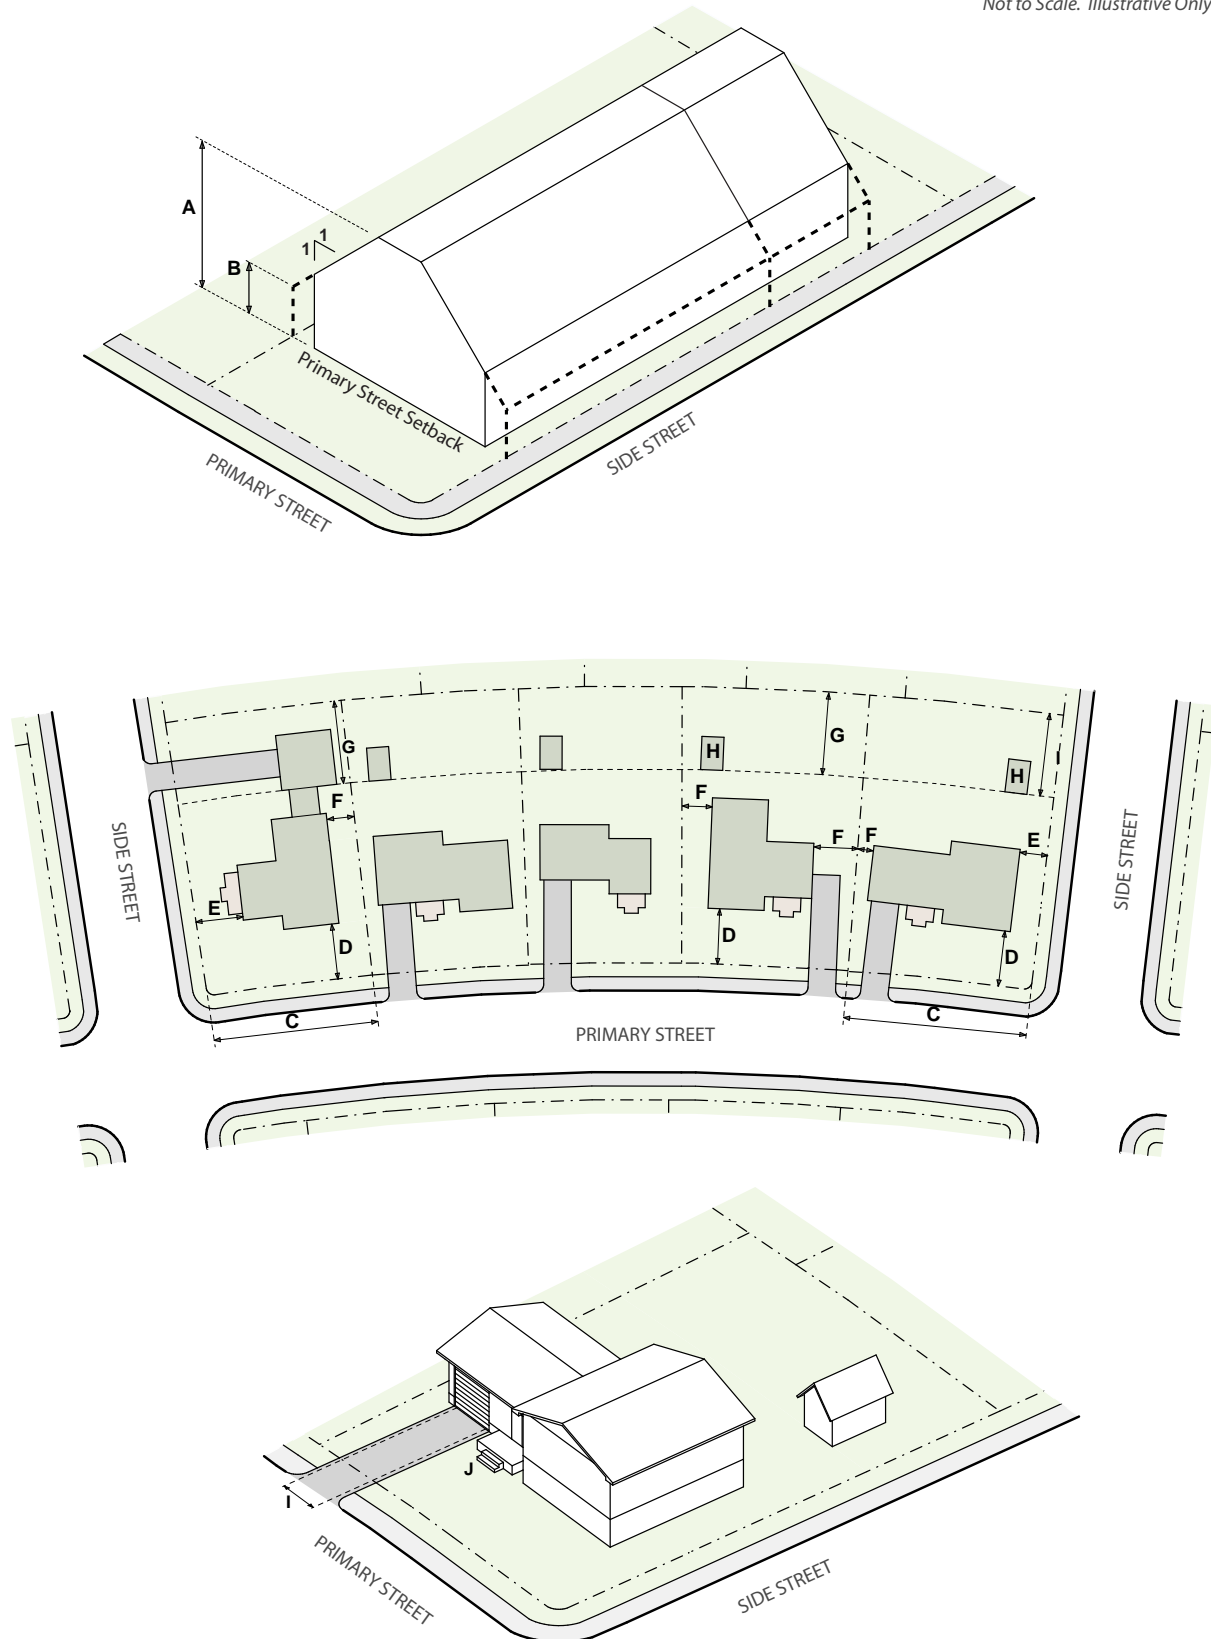 Not to Scale. Illustrative Only
A
1
1
B
Primary Street Setback
PRIMARY STREET
SIDE STREET
G
H
G
I
H
F
F
F
F
E
SIDE STREET
SIDE STREET
E
D
D
D
C
C
PRIMARY STREET
J
I
PRIMARY STREET
SIDE STREET